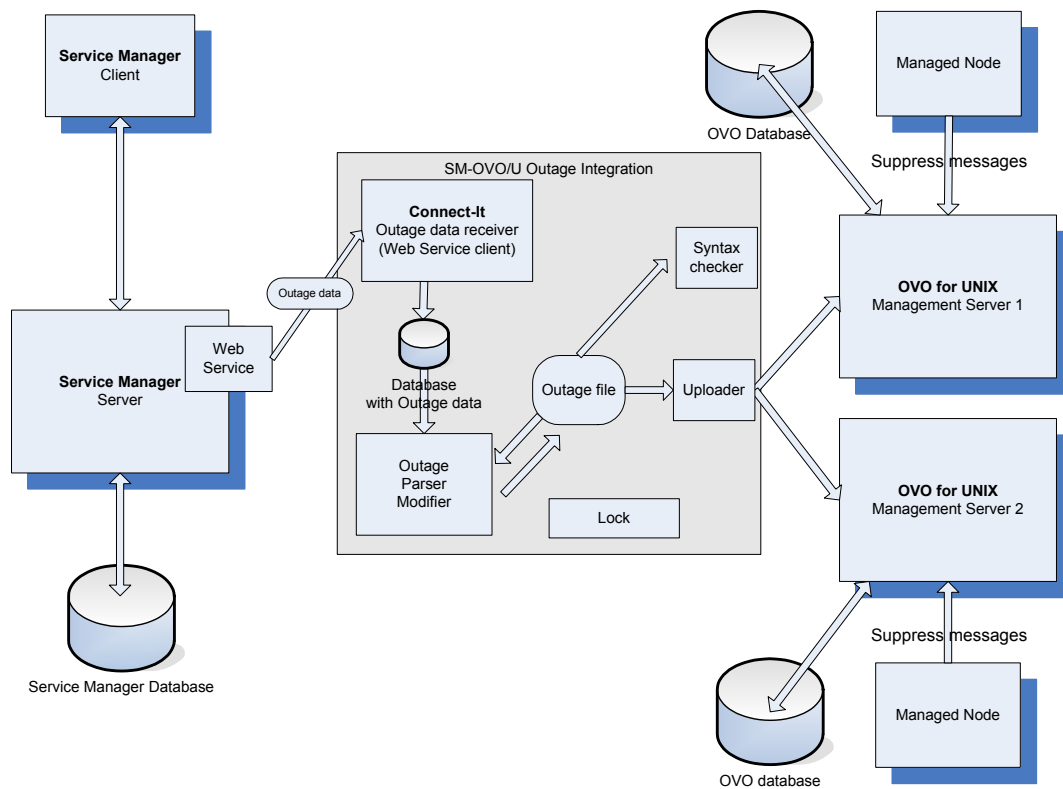 Service Manager
Client
OVO Database
Managed Node
Suppress messages
SM-OVO/U Outage Integration
Connect-It
Outage data receiver
(Web Service client)
Syntax
checker
Outage data
OVO for UNIX
Management Server 1
Web
Service
Service Manager
Server
Database
with Outage data
Outage file
Uploader
Outage
Parser
Modifier
Lock
OVO for UNIX
Management Server 2
Suppress messages
Service Manager Database
Managed Node
OVO database